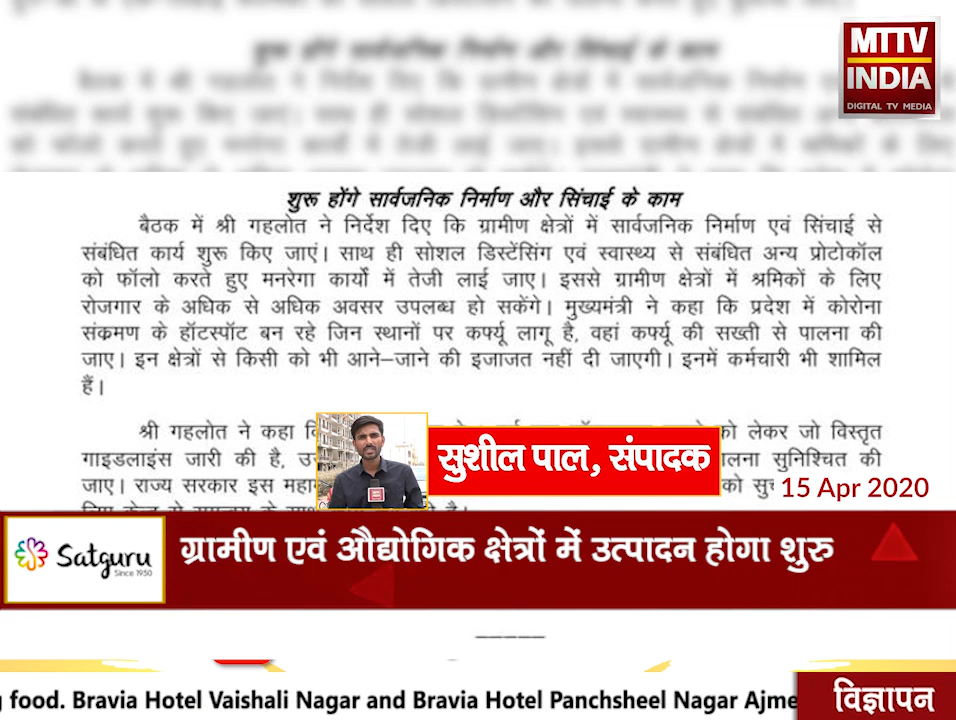 शुरू होंगे सार्वजनिक निर्माण और सिंचाई के काम
MTTV
INDIA
DIGITAL TV MEDIA
शुरू होंगे सार्वजनिक निर्माण और सिंचाई के काम
बैठक में श्री गहलोत ने निर्देश दिए कि ग्रामीण क्षेत्रों में सार्वजनिक निर्माण एवं सिंचाई से
संबंधित कार्य शुरू किए जाएं। साथ ही सोशल डिस्टेंसिंग एवं स्वास्थ्य से संबंधित अन्य प्रोटोकॉल
को फॉलो करते हुए मनरेगा कार्यों में तेजी लाई जाए। इससे ग्रामीण क्षेत्रों में श्रमिकों के लिए
रोजगार के अधिक से अधिक अवसर उपलब्ध हो सकेंगे। मुख्यमंत्री ने कहा कि प्रदेश में कोरोना
संक्रमण के हॉटस्पॉट बन रहे जिन स्थानों पर कर्फ्यू लागू है, वहां कर्फ्यू की सख्ती से पालना की
जाए। इन क्षेत्रों से किसी को भी आने–जाने की इजाजत नहीं दी जाएगी। इनमें कर्मचारी भी शामिल
हैं।
श्री गहलोत ने कहा को लेकर जो विस्तृत
गाइडलाइंस जारी की है, सुनिश्चित की
जाए। राज्य सरकार इस को
सुशील पाल, संपादक
15 Apr 2020
Satguru
Since 1950
ग्रामीण एवं औद्योगिक क्षेत्रों में उत्पादन होगा शुरु
food. Bravia Hotel Vaishali Nagar and Bravia Hotel Panchsheel Nagar Ajme
विज्ञापन